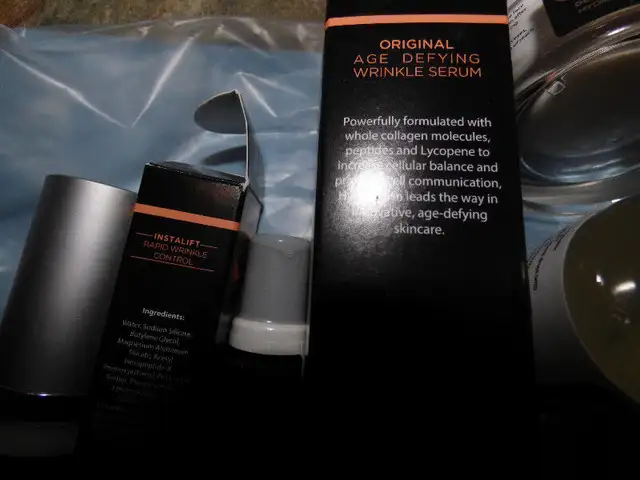 ORIGINAL
AGE DEFYING
WRINKLE SERUM
Powerfully formulated with
whole collagen molecules,
peptides and Lycopene to
cellular balance and
communication,
leads the way in
age-defying
skincare.
INSTALIFT
RAPID WRINKLE
CONTROL
Ingredients:
Water, Sodium Silicate,
Butylene Glycol,
Magnesium Aluminum
Silicate, Acetyl